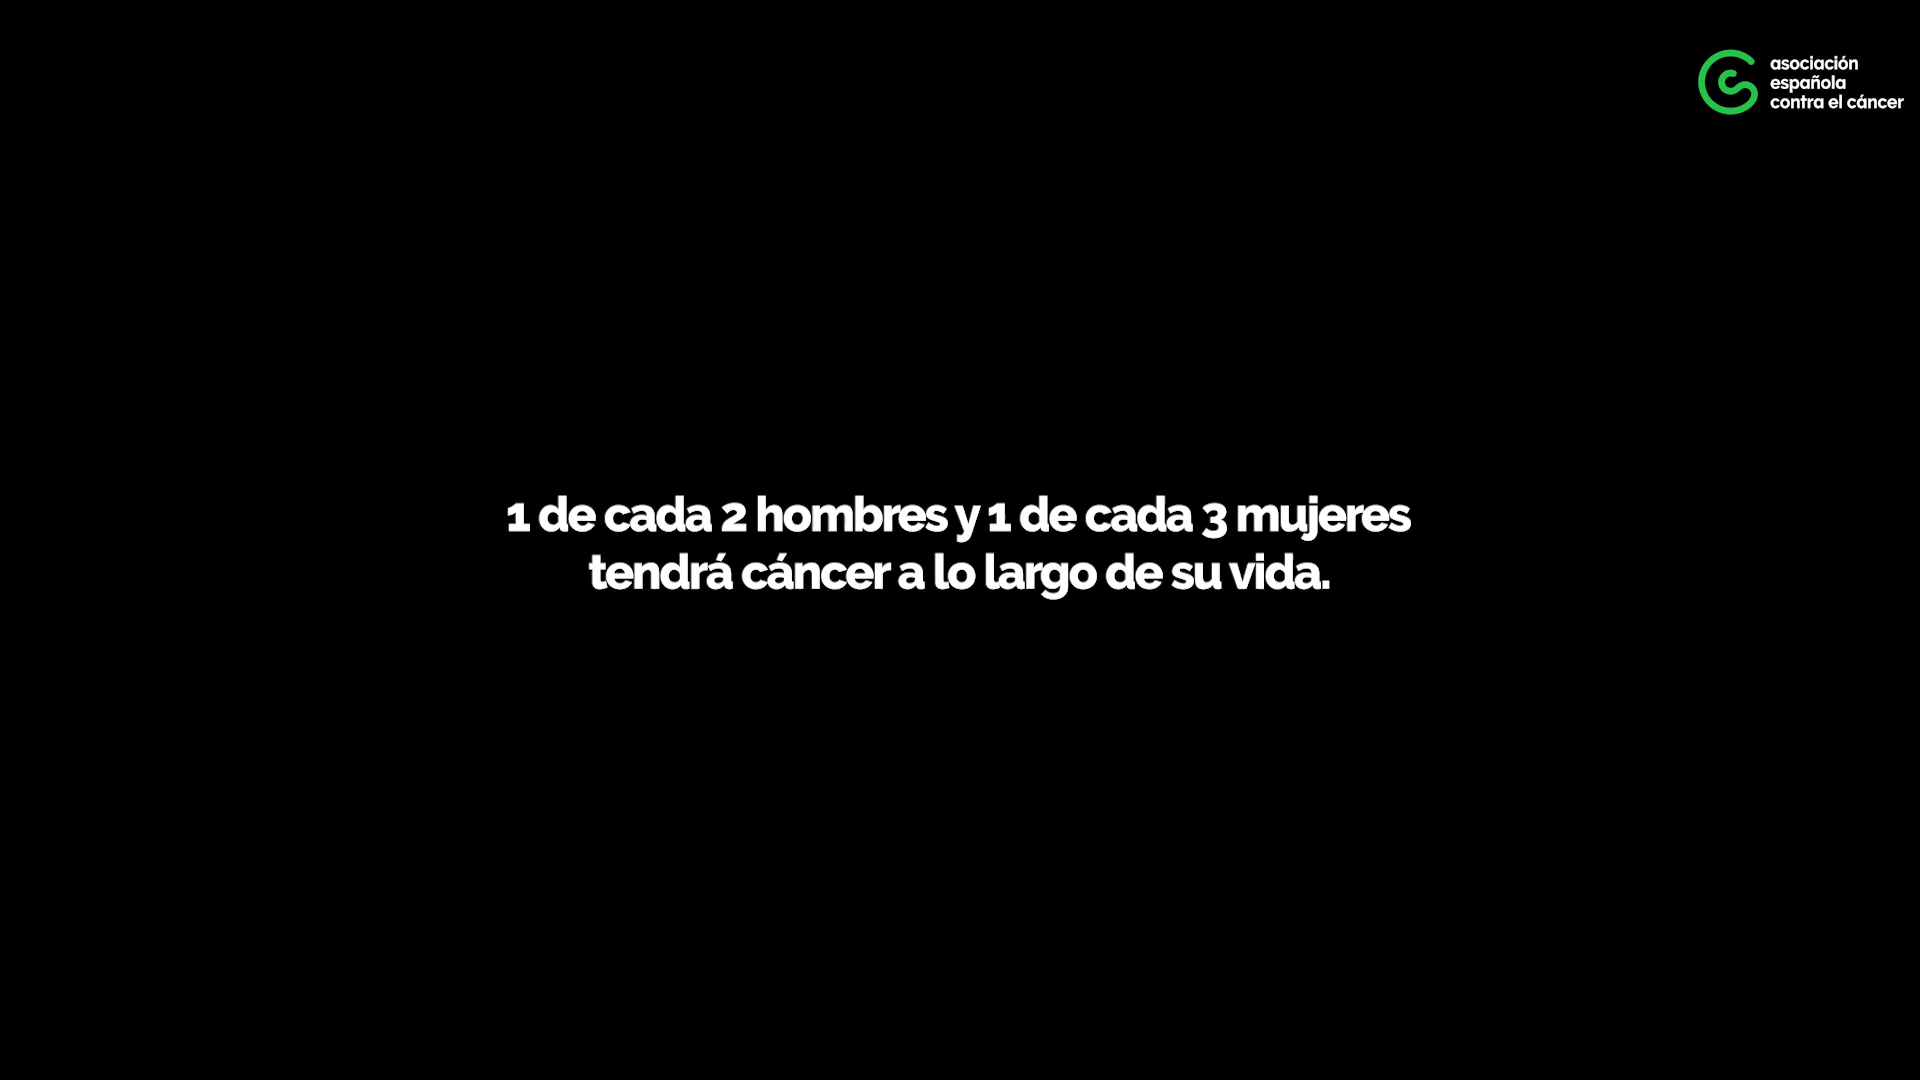 asociación
española
contra el cáncer
1 de cada 2 hombres y 1 de cada 3 mujeres
tendrá cáncer a lo largo de su vida.